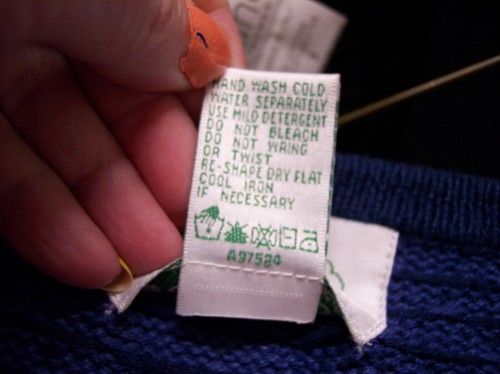 HAND WASH COLD
WATER SEPARATELY
USE MILD DETERGENT
DO NOT BLEACH
DO NOT WRING
OR TWIST
RE-SHAPE DRY FLAT
COOL IRON
IF NECESSARY
A97524